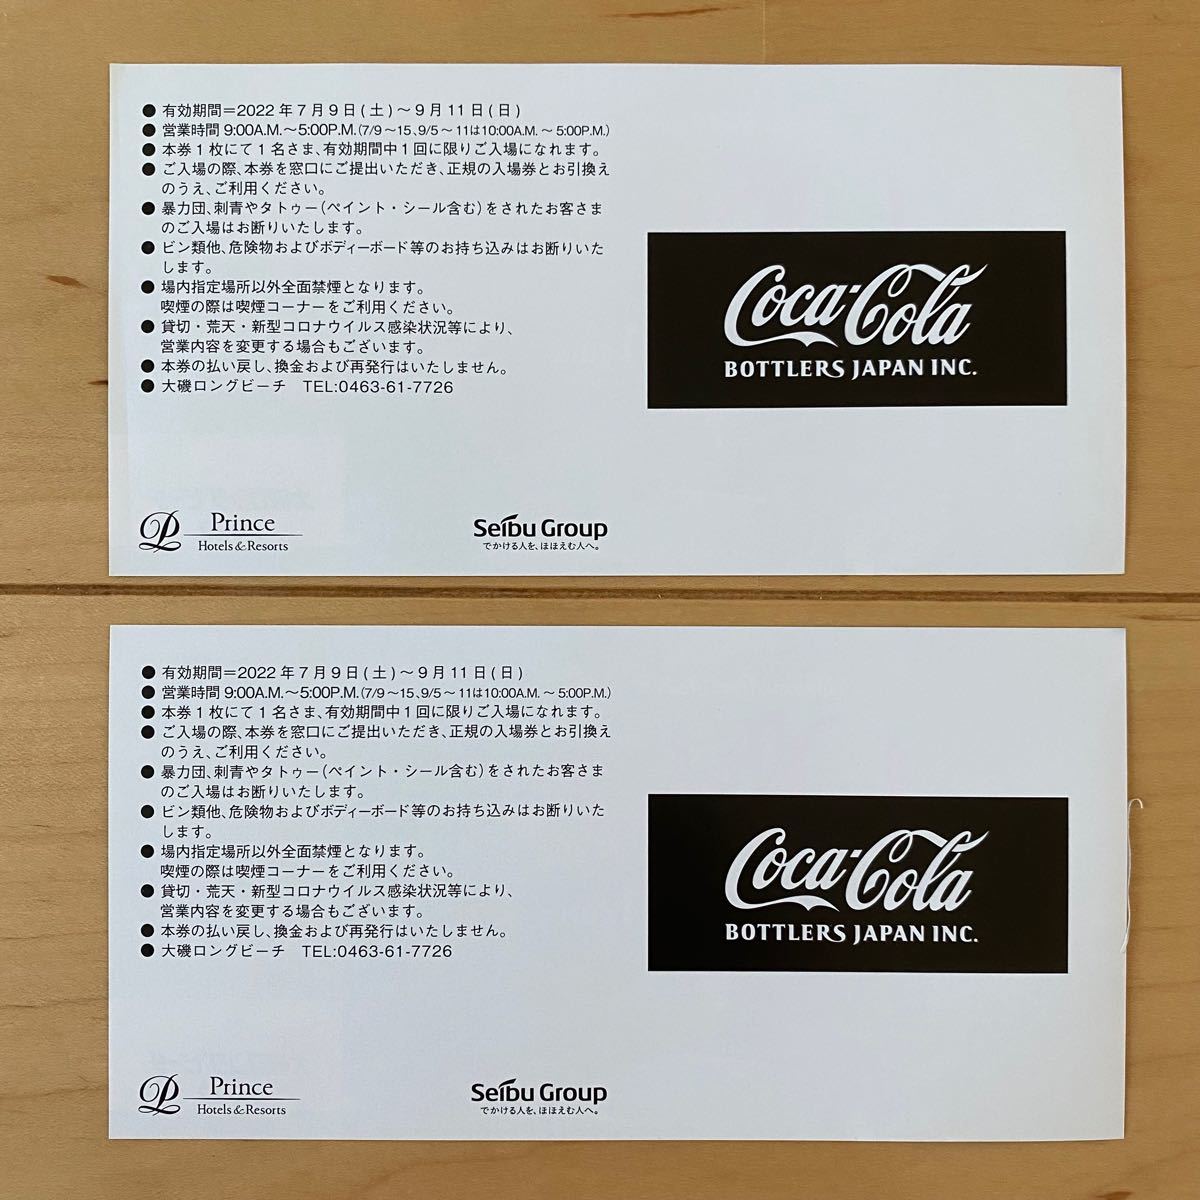 ● 有効期間=2022 年 7 月 9 日 ( 土 ) ～ 9 月 11 日 ( 日 )
● 営業時間 9:00A.M.～5:00P.M.(7/9～15、9/5～11は10:00A.M.～5:00P.M.)
● 本券 1 枚にて 1 名さま、有効期間中 1 回に限りご入場になれます。
● ご入場の際、本券を窓口にご提出いただき、正規の入場券とお引換え
のうえ、ご利用ください。
● 暴力団、刺青やタトゥー(ペイント・シール含む)をされたお客さま
のご入場はお断りいたします。
● ビン類他、危険物およびボディーボード等のお持ち込みはお断りいた
します。
● 場内指定場所以外全面禁煙となります。
喫煙の際は喫煙コーナーをご利用ください。
● 貸切・荒天・新型コロナウイルス感染状況等により、
営業内容を変更する場合もございます。
● 本券の払い戻し、換金および再発行はいたしません。
● 大磯ロングビーチ TEL:0463-61-7726
Coca-Cola
BOTTLERS JAPAN INC.
Prince
Hotels & Resorts
Seibu Group
でかける人を、ほほえむ人へ。
● 有効期間=2022 年 7 月 9 日 ( 土 ) ～ 9 月 11 日 ( 日 )
● 営業時間 9:00A.M.～5:00P.M.(7/9～15、9/5～11は10:00A.M.～5:00P.M.)
● 本券 1 枚にて 1 名さま、有効期間中 1 回に限りご入場になれます。
● ご入場の際、本券を窓口にご提出いただき、正規の入場券とお引換え
のうえ、ご利用ください。
● 暴力団、刺青やタトゥー(ペイント・シール含む)をされたお客さま
のご入場はお断りいたします。
● ビン類他、危険物およびボディーボード等のお持ち込みはお断りいた
します。
● 場内指定場所以外全面禁煙となります。
喫煙の際は喫煙コーナーをご利用ください。
● 貸切・荒天・新型コロナウイルス感染状況等により、
営業内容を変更する場合もございます。
● 本券の払い戻し、換金および再発行はいたしません。
● 大磯ロングビーチ TEL:0463-61-7726
Coca-Cola
BOTTLERS JAPAN INC.
Prince
Hotels & Resorts
Seibu Group
でかける人を、ほほえむ人へ。